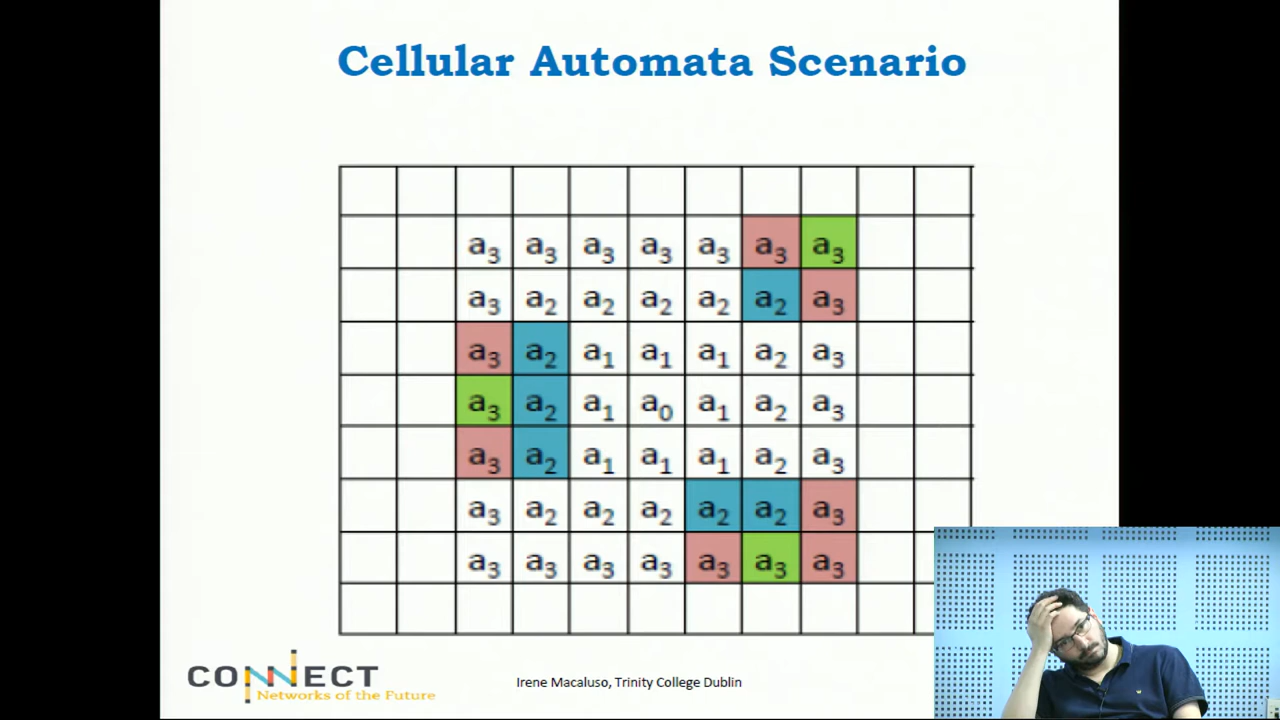 Cellular Automata Scenario
a3 a3 a3 a3 a3 a3 a3
a3 a2 a2 a2 a2 a2 a3
a3 a2 a1 a1 a1 a2 a3
a3 a2 a1 a0 a1 a2 a3
a3 a2 a1 a1 a1 a2 a3
a3 a2 a2 a2 a2 a2 a3
a3 a3 a3 a3 a3 a3 a3
CONNECT
Networks of the Future
Irene Macaluso, Trinity College Dublin